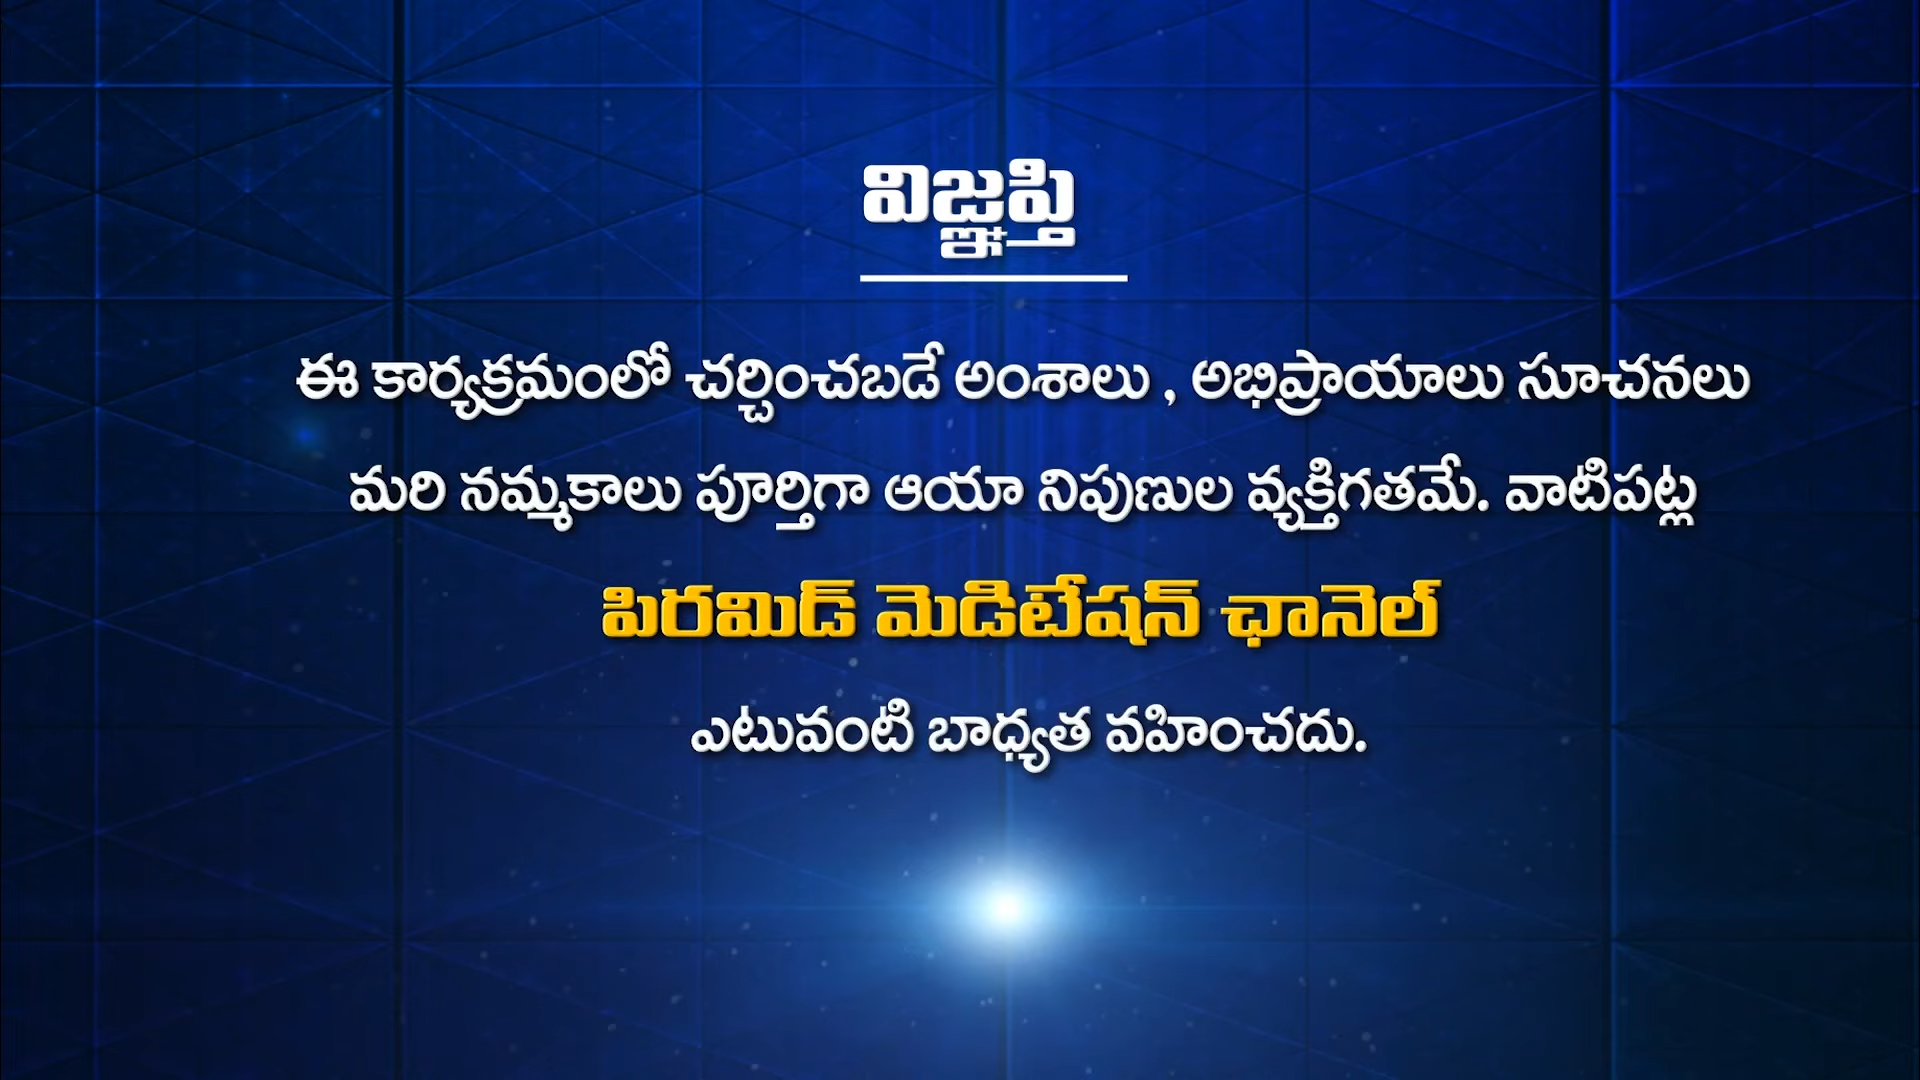 విజ్ఞప్తి
ఈ కార్యక్రమంలో చర్చించబడే అంశాలు , అభిప్రాయాలు సూచనలు
మరి నమ్మకాలు పూర్తిగా ఆయా నిపుణుల వ్యక్తిగతమే. వాటిపట్ల
పిరమిడ్ మెడిటేషన్ ఛానెల్
ఎటువంటి బాధ్యత వహించదు.